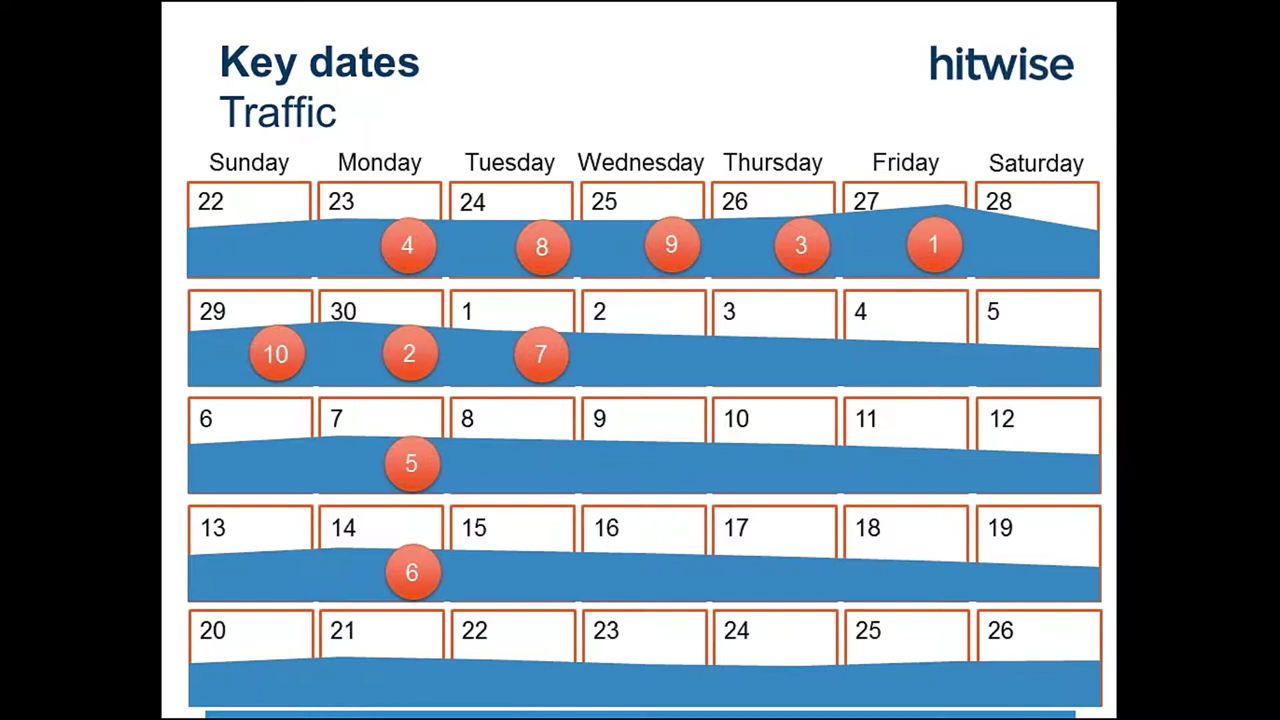 Key dates
hitwise
Traffic
Sunday Monday Tuesday Wednesday Thursday Friday Saturday
22 23 24 25 26 27 28
4 8 9 3 1
29 30 1 2 3 4 5
10 2 7
6 7 8 9 10 11 12
5
13 14 15 16 17 18 19
6
20 21 22 23 24 25 26